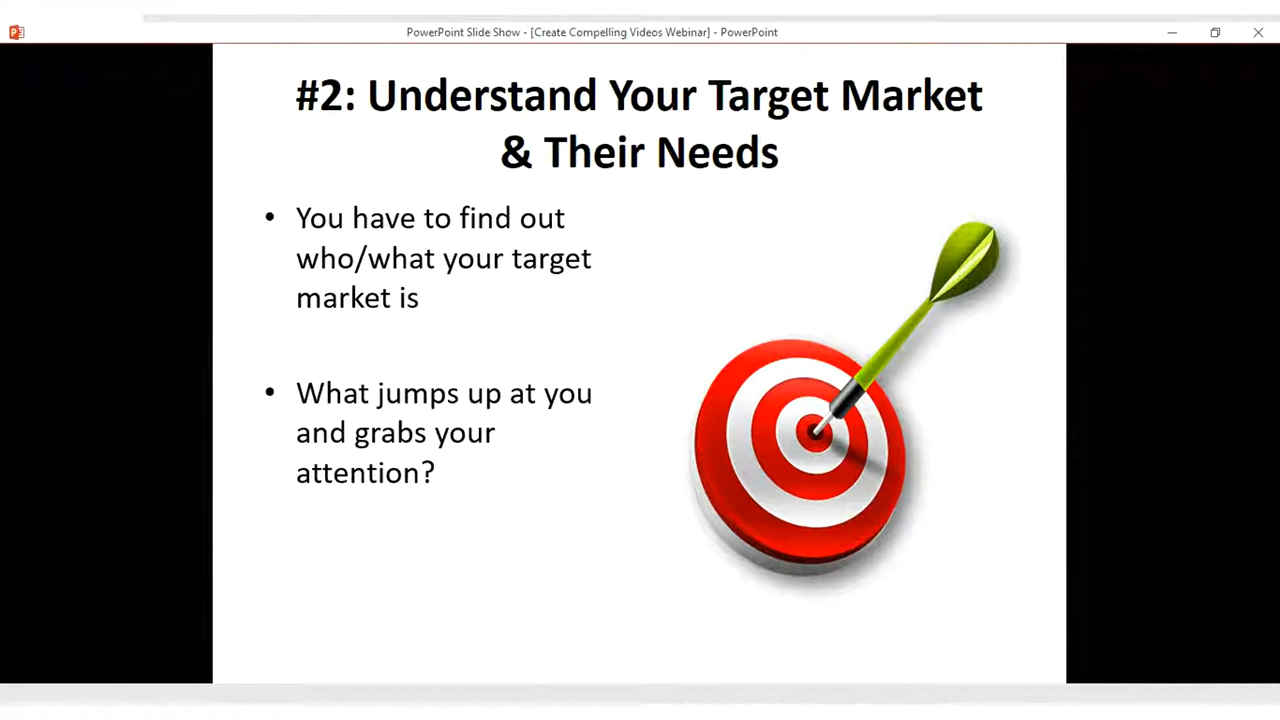 PowerPoint Slide Show - [Create Compelling Videos Webinar] - PowerPoint
#2: Understand Your Target Market
& Their Needs
• You have to find out
who/what your target
market is
• What jumps up at you
and grabs your
attention?